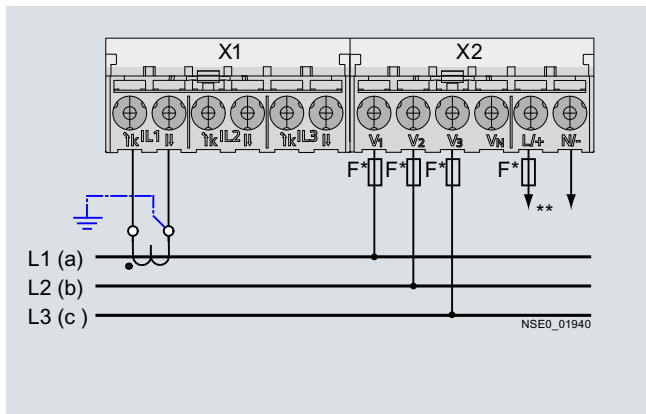 X1 X2
°k IL1 l↓ °k IL2 l↓ °k IL3 l↓ V₁ V₂ V₃ VN L/+ N/-
F* F* F* F*
**
L1 (a)
L2 (b)
L3 (c )
NSE0_01940